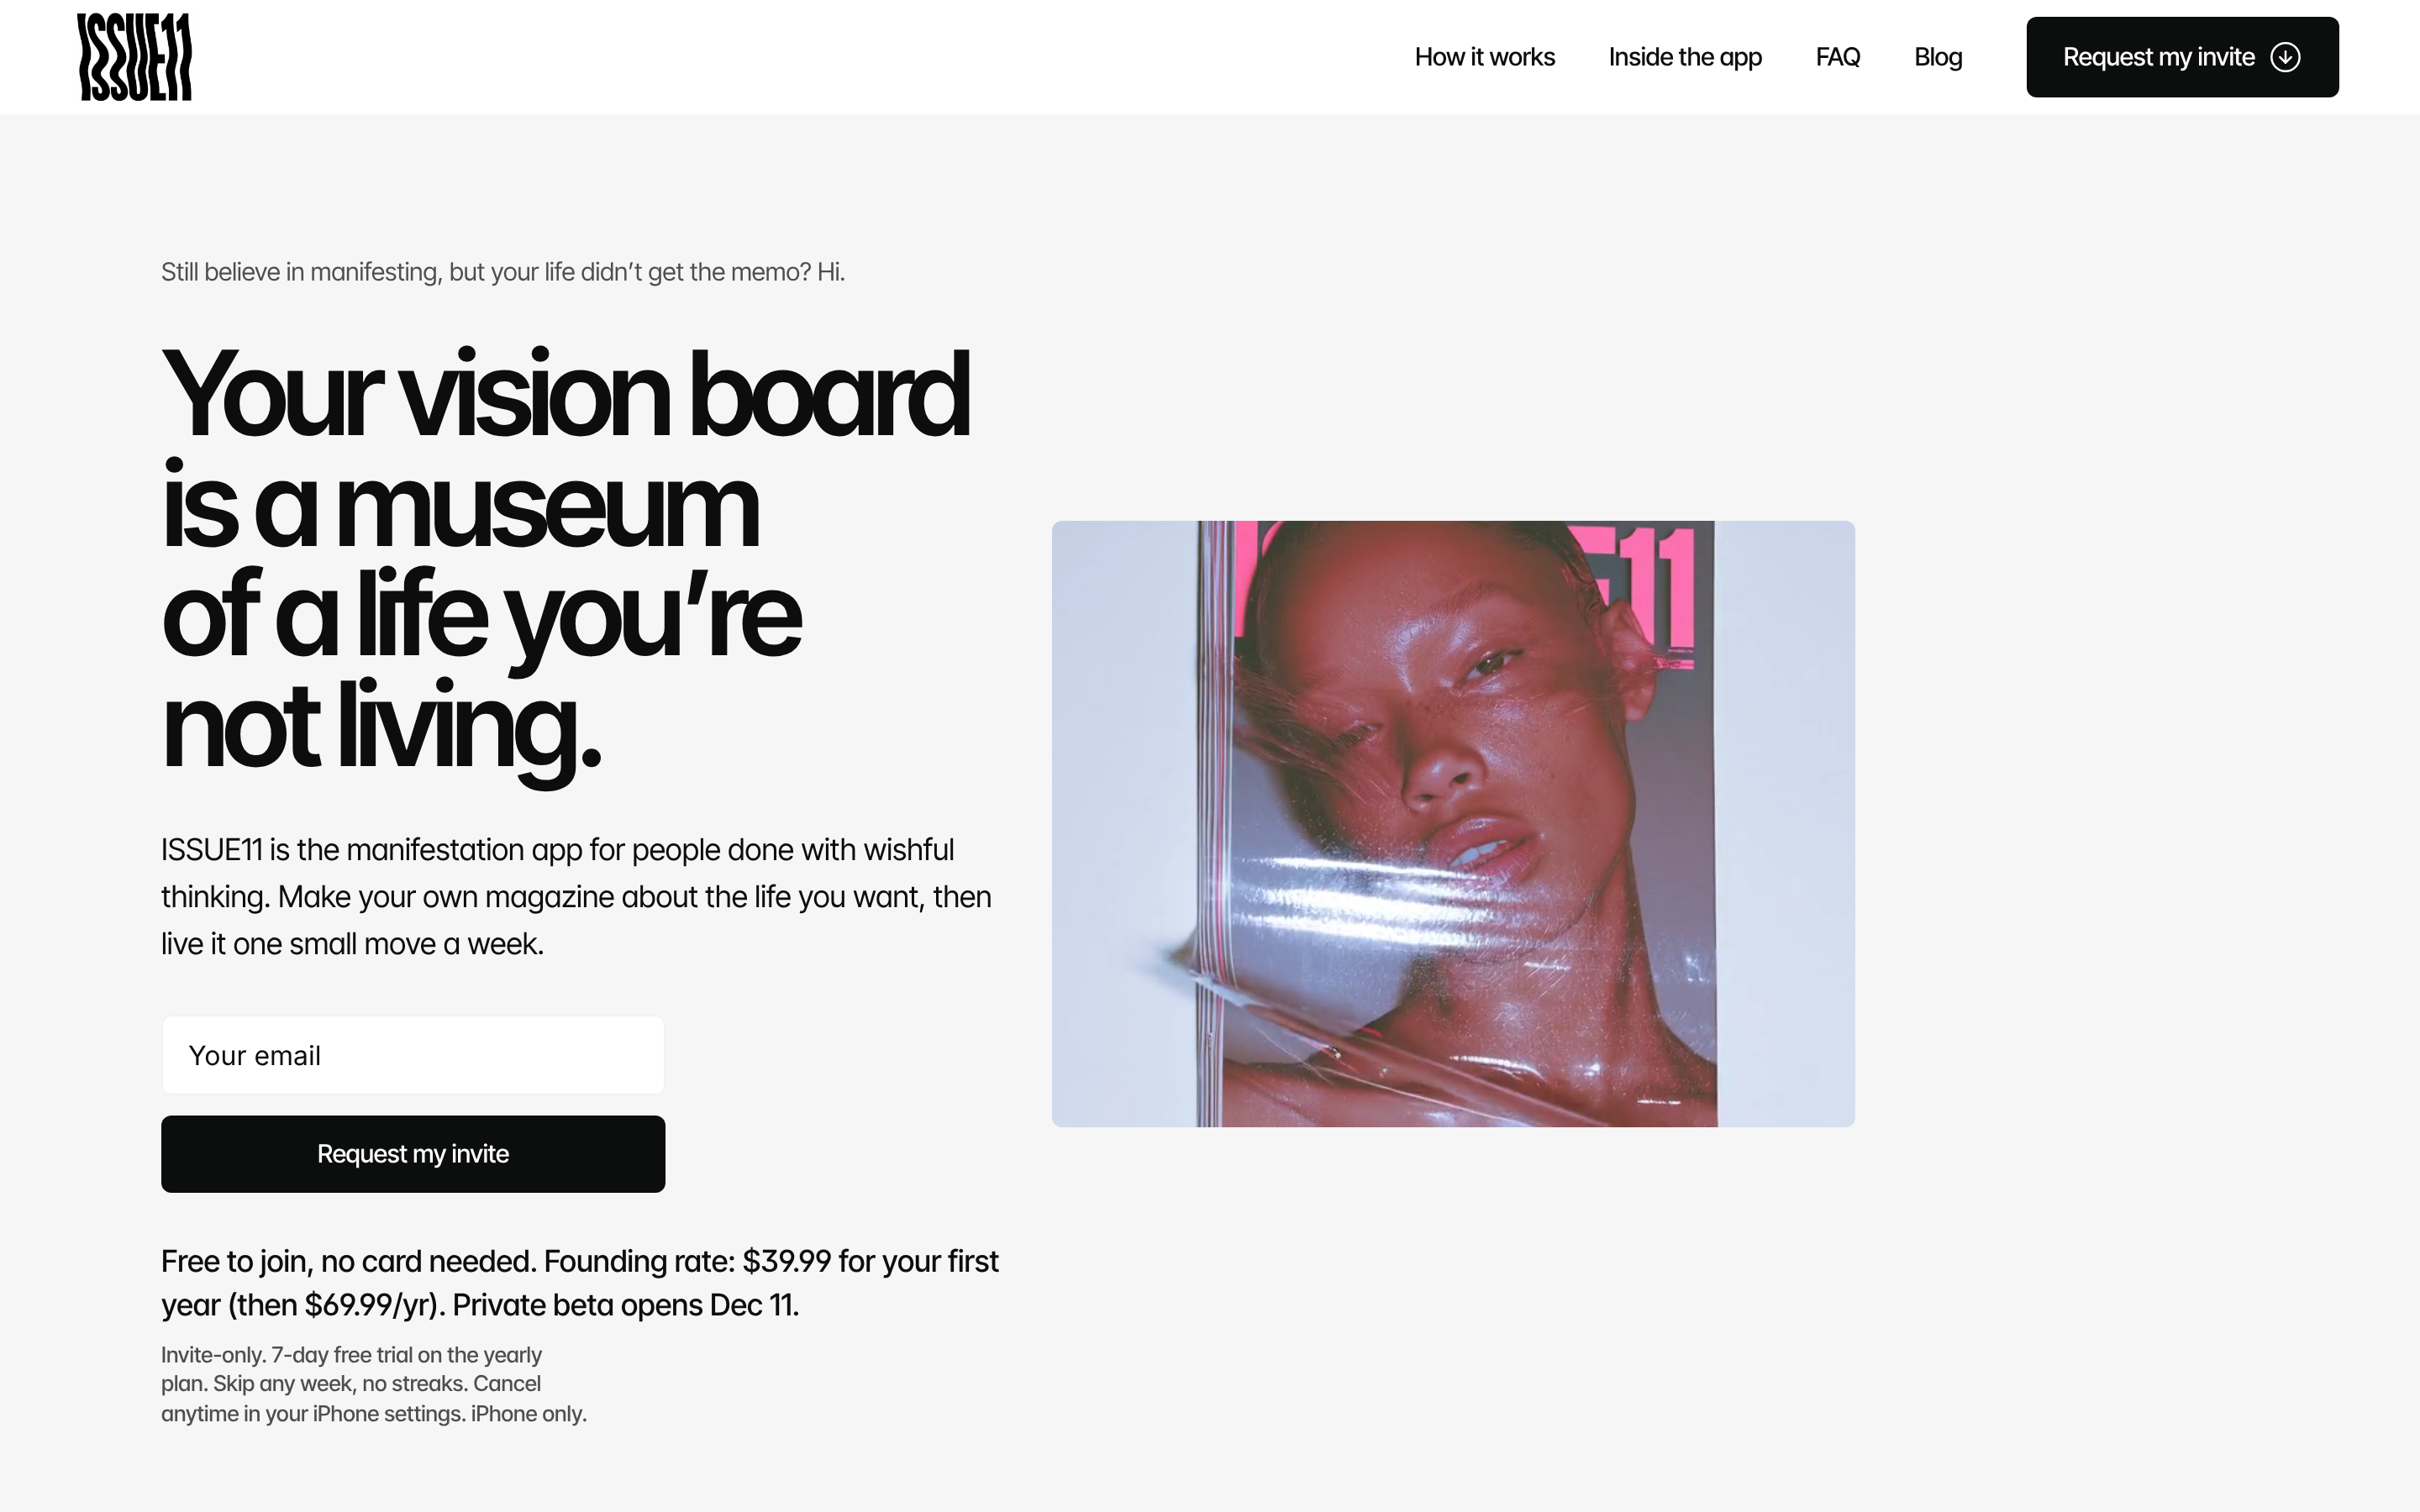 ISSUE11
How it works
Inside the app
FAQ
Blog
Request my invite
Still believe in manifesting, but your life didn’t get the memo? Hi.
Your vision board
is a museum
of a life you’re
not living.
ISSUE11 is the manifestation app for people done with wishful
thinking. Make your own magazine about the life you want, then
live it one small move a week.
Your email
Request my invite
Free to join, no card needed. Founding rate: $39.99 for your first
year (then $69.99/yr). Private beta opens Dec 11.
Invite-only. 7-day free trial on the yearly
plan. Skip any week, no streaks. Cancel
anytime in your iPhone settings. iPhone only.